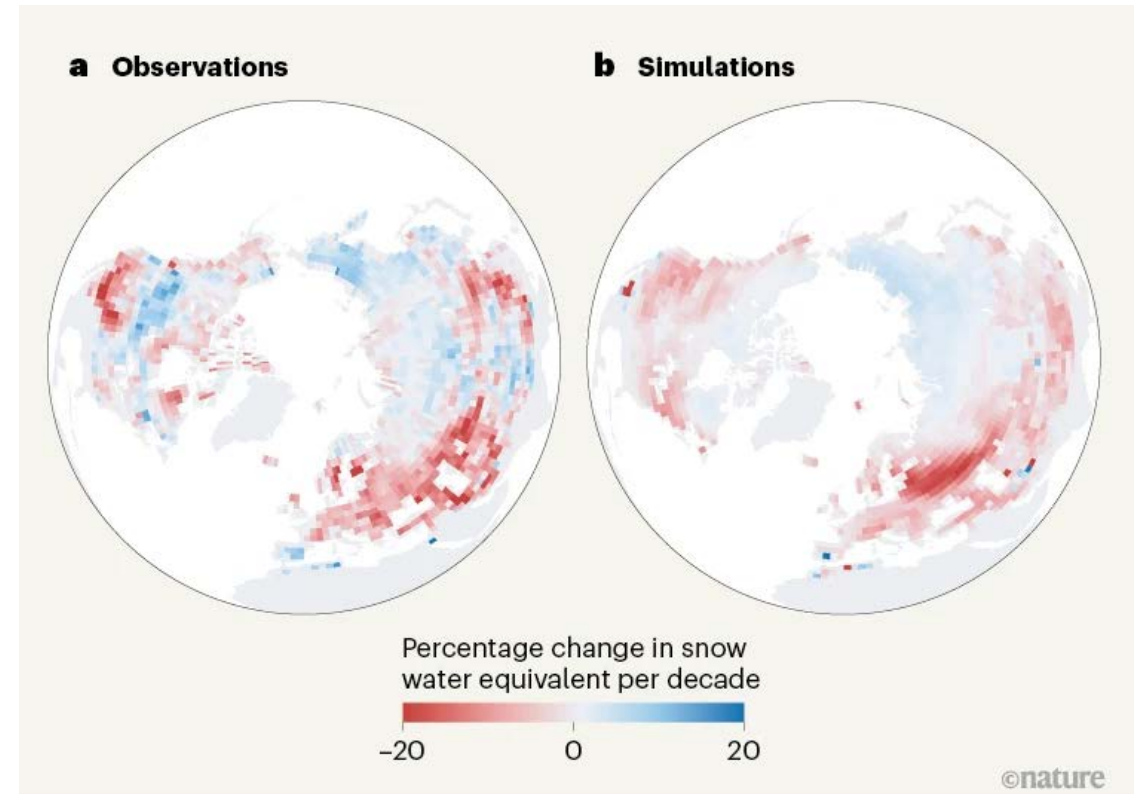 a Observations
b Simulations
Percentage change in snow
water equivalent per decade
–20 0 20
©nature